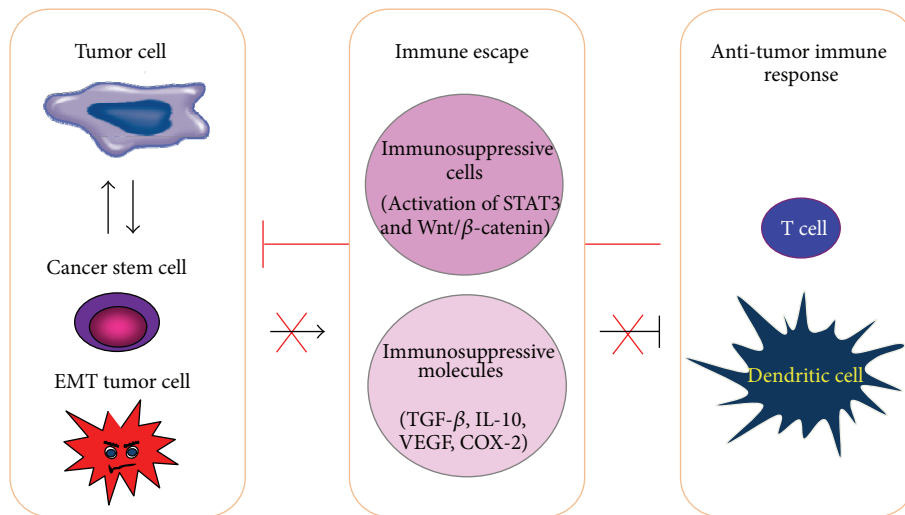 Tumor cell
Cancer stem cell
EMT tumor cell
Immune escape
Immunosuppressive
cells
(Activation of STAT3
and Wnt/β-catenin)
Immunosuppressive
molecules
(TGF-β, IL-10,
VEGF, COX-2)
Anti-tumor immune
response
T cell
Dendritic cell